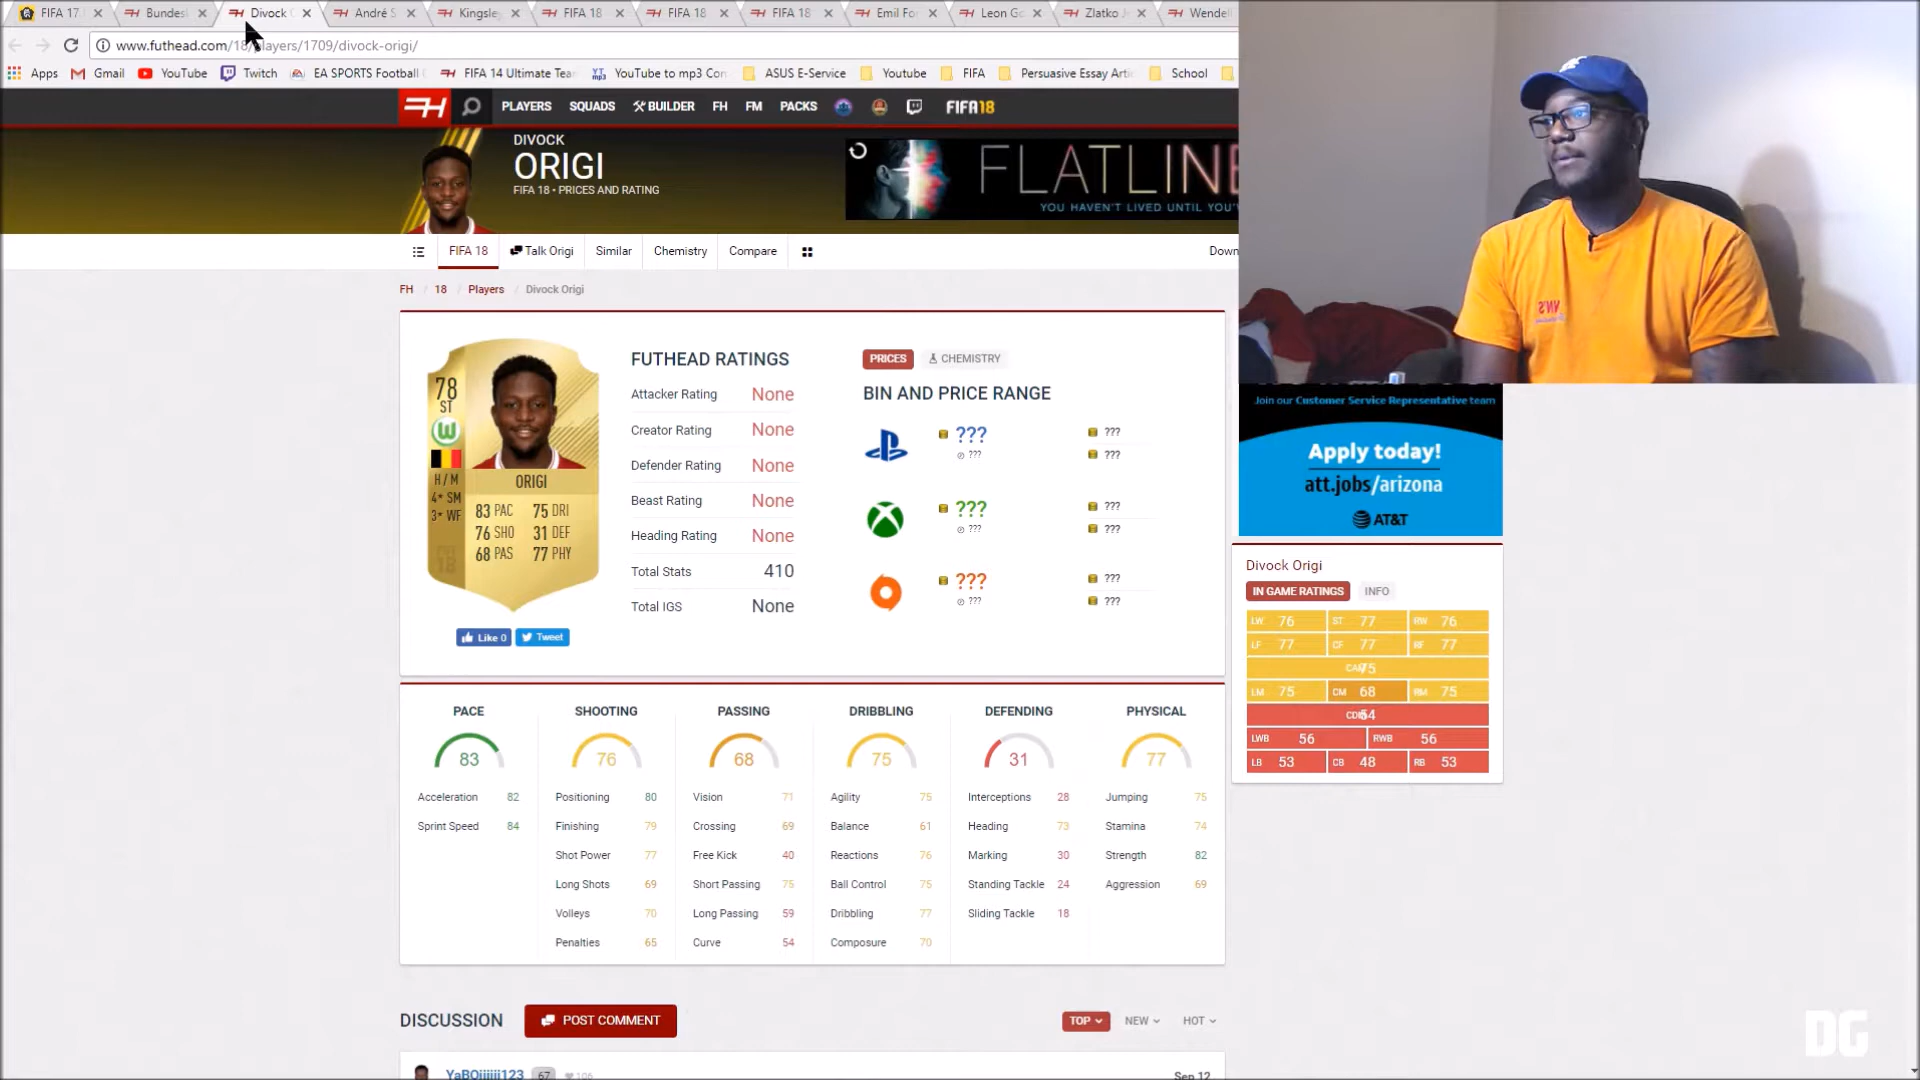 FIFA 17
Bundes
Divock
André S
Kingsle
FIFA 18
FIFA 18
FIFA 18
Emil Fo
Leon Go
Zlatko J
Wendell
www.futhead.com/18/players/1709/divock-origi/
Apps
Gmail
YouTube
Twitch
EA SPORTS Football
FIFA 14 Ultimate Tea
YouTube to mp3 Con
ASUS E-Service
Youtube
FIFA
Persuasive Essay Arti
School
FH
PLAYERS
SQUADS
BUILDER
FH
FM
PACKS
FIFA18
DIVOCK
ORIGI
FIFA 18 • PRICES AND RATING
FLATLINE
YOU HAVEN'T LIVED UNTIL YOU'
FIFA 18
Talk Origi
Similar
Chemistry
Compare
Down
FH / 18 / Players / Divock Origi
78
ST
H / M
4* SM
3* WF
ORIGI
83 PAC 75 DRI
76 SHO 31 DEF
68 PAS 77 PHY
Like 0
Tweet
FUTHEAD RATINGS
Attacker Rating None
Creator Rating None
Defender Rating None
Beast Rating None
Heading Rating None
Total Stats 410
Total IGS None
PRICES
CHEMISTRY
BIN AND PRICE RANGE
??? ???
??? ???
??? ???
??? ???
??? ???
??? ???
Join our Customer Service Representative team
Apply today!
att.jobs/arizona
AT&T
Divock Origi
IN GAME RATINGS
INFO
LW 76 ST 77 RW 76
LF 77 CF 77 RF 77
CAM 75
LM 75 CM 68 RM 75
CDM 54
LWB 56 RWB 56
LB 53 CB 48 RB 53
PACE
83
Acceleration 82
Sprint Speed 84
SHOOTING
76
Positioning 80
Finishing 79
Shot Power 77
Long Shots 69
Volleys 70
Penalties 65
PASSING
68
Vision 71
Crossing 69
Free Kick 40
Short Passing 75
Long Passing 59
Curve 54
DRIBBLING
75
Agility 75
Balance 61
Reactions 76
Ball Control 75
Dribbling 77
Composure 70
DEFENDING
31
Interceptions 28
Heading 73
Marking 30
Standing Tackle 24
Sliding Tackle 18
PHYSICAL
77
Jumping 75
Stamina 74
Strength 82
Aggression 69
DISCUSSION
POST COMMENT
TOP
NEW
HOT
YaBOiiiiii123 67 106
Sep 12
DG